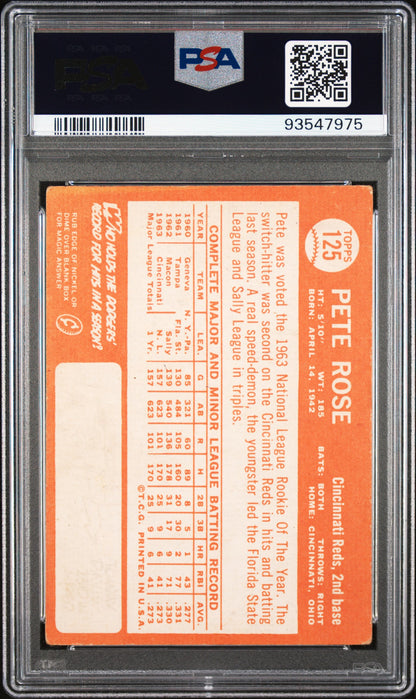 PSA
93547975
TOPPS
125
PETE ROSE
Cincinnati Reds, 2nd base
HT: 5'10" WT: 185 BATS: BOTH THROWS: RIGHT
BORN: APRIL 14, 1942 HOME: CINCINNATI, OHIO
Pete was voted the 1963 National League Rookie Of The Year. The
switch-hitter was second on the Cincinnati Reds in hits and batting
last season. A real speed-demon, the youngster led the Florida State
League and Sally League in triples.
COMPLETE MAJOR AND MINOR LEAGUE BATTING RECORD
YEAR TEAM LEA. G AB R H 2B 3B HR RBI AVG.
1960 Geneva N.Y.-Pa. 85 321 60 89 8 5 1 43 .277
1961 Tampa Fla. St. 130 484 105 160 20 30 2 77 .331
1962 Macon Sally 139 540 136 178 31 17 9 71 .330
1963 Cincinnati N.L. 157 623 101 170 25 9 6 41 .273
Major League Totals 1 Yr. 157 623 101 170 25 9 6 41 .273
©T.C.G. PRINTED IN U.S.A.
WHO HOLDS THE DODGERS'
RECORD FOR HITS IN A SEASON?
RUB EDGE OF NICKEL OR
DIME OVER BLANK BOX
FOR MAGIC ANSWER